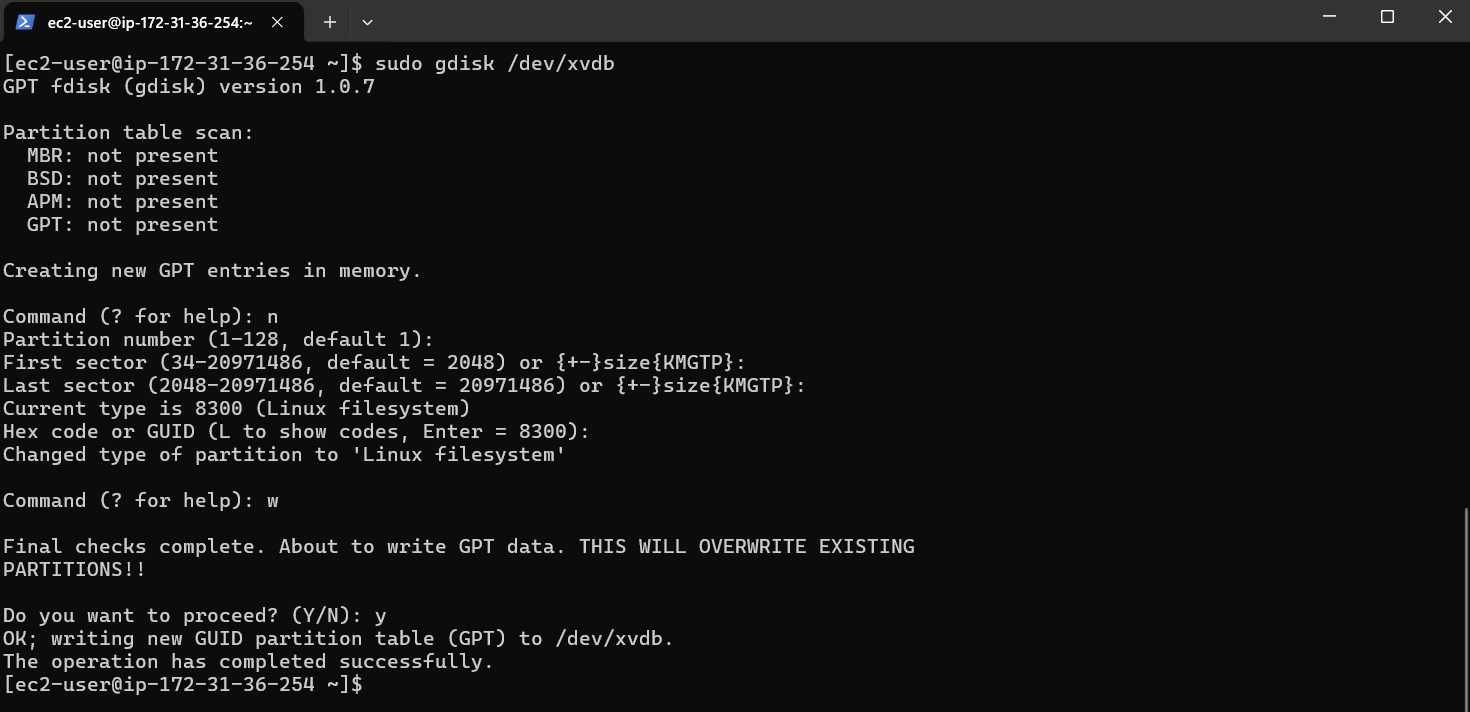 ec2-user@ip-172-31-36-254:~
[ec2-user@ip-172-31-36-254 ~]$ sudo gdisk /dev/xvdb
GPT fdisk (gdisk) version 1.0.7
Partition table scan:
  MBR: not present
  BSD: not present
  APM: not present
  GPT: not present
Creating new GPT entries in memory.
Command (? for help): n
Partition number (1-128, default 1):
First sector (34-20971486, default = 2048) or {+-}size{KMGTP}:
Last sector (2048-20971486, default = 20971486) or {+-}size{KMGTP}:
Current type is 8300 (Linux filesystem)
Hex code or GUID (L to show codes, Enter = 8300):
Changed type of partition to 'Linux filesystem'
Command (? for help): w
Final checks complete. About to write GPT data. THIS WILL OVERWRITE EXISTING
PARTITIONS!!
Do you want to proceed? (Y/N): y
OK; writing new GUID partition table (GPT) to /dev/xvdb.
The operation has completed successfully.
[ec2-user@ip-172-31-36-254 ~]$